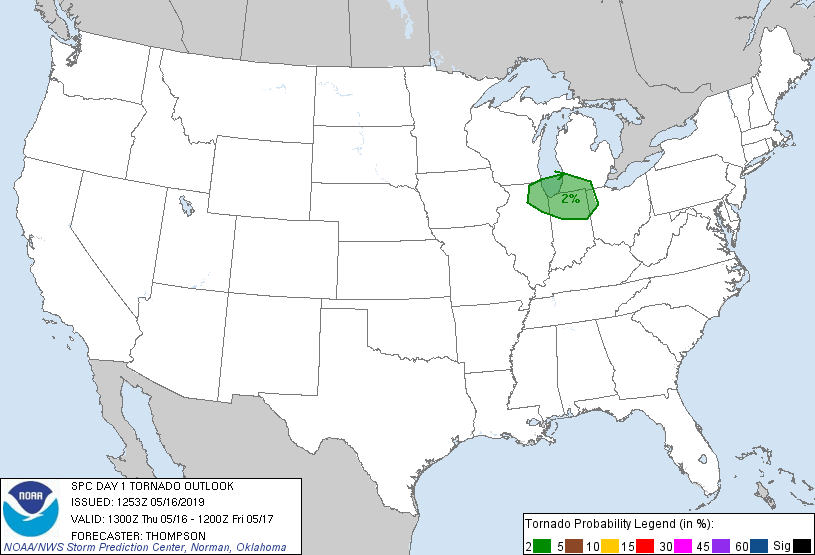 2%
NOAA
SPC DAY 1 TORNADO OUTLOOK
ISSUED: 1253Z 05/16/2019
VALID: 1300Z Thu 05/16 - 1200Z Fri 05/17
FORECASTER: THOMPSON
NOAA/NWS Storm Prediction Center, Norman, Oklahoma
Tornado Probability Legend (in %):
2 5 10 15 30 45 60 Sig